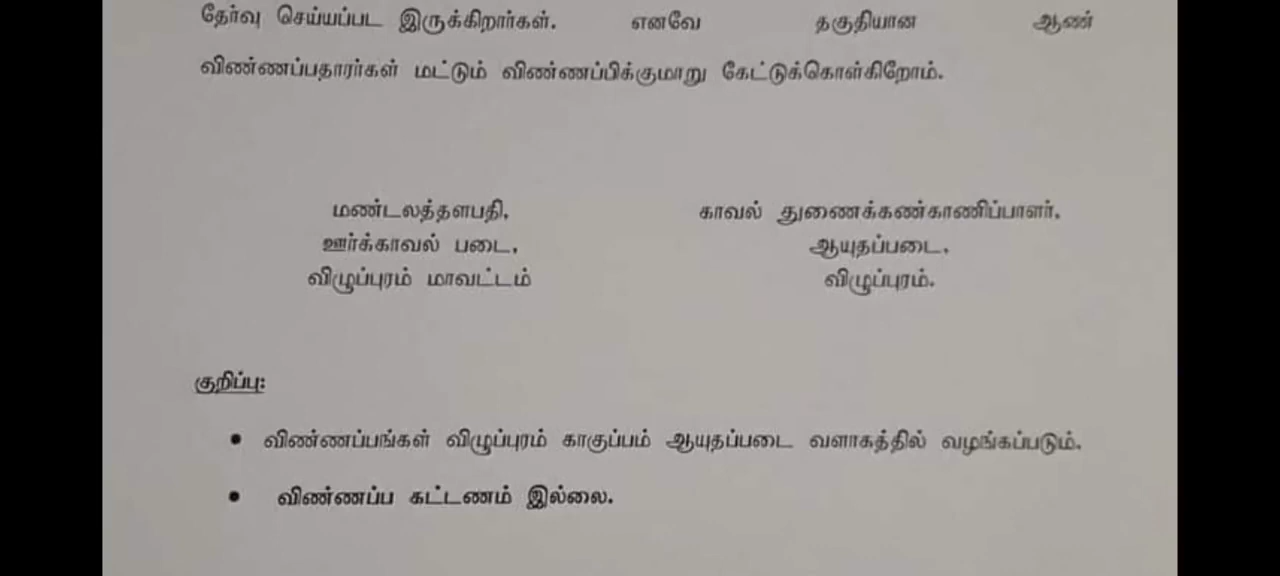 தேர்வு செய்யப்பட இருக்கிறார்கள். எனவே தகுதியான ஆண்
விண்ணப்பதாரர்கள் மட்டும் விண்ணப்பிக்குமாறு கேட்டுக்கொள்கிறோம்.
மண்டலத்தளபதி,
ஊர்க்காவல் படை,
விழுப்புரம் மாவட்டம்
காவல் துணைக்கண்காணிப்பாளர்,
ஆயுதப்படை,
விழுப்புரம்.
குறிப்பு:
• விண்ணப்பங்கள் விழுப்புரம் காகுப்பம் ஆயுதப்படை வளாகத்தில் வழங்கப்படும்.
• விண்ணப்ப கட்டணம் இல்லை.